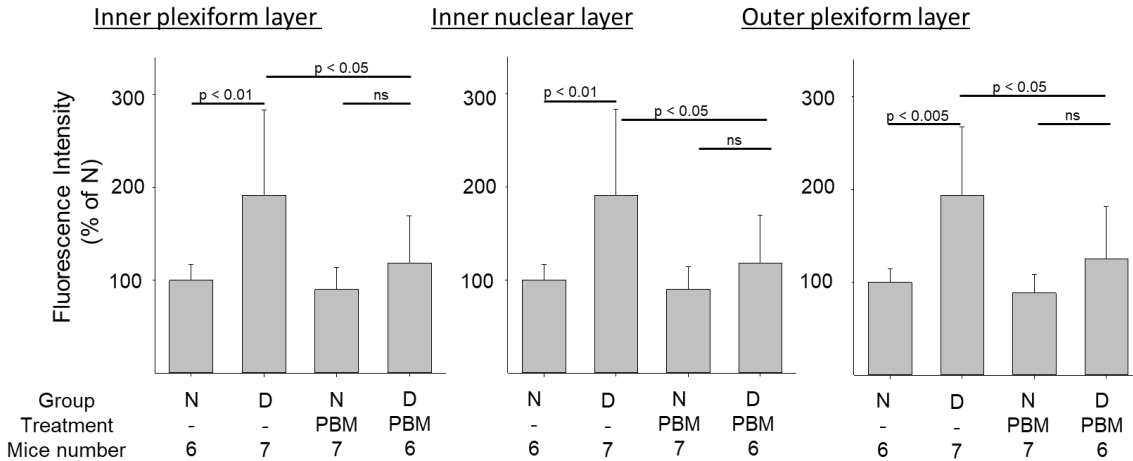 Inner plexiform layer Inner nuclear layer Outer plexiform layer
Fluorescence Intensity
(% of N)
300
200
100
p < 0.05
p < 0.01
ns
300
200
100
p < 0.01
p < 0.05
ns
300
200
100
p < 0.05
p < 0.005
ns
Group N D N D N D N D N D N D
Treatment - - PBM PBM - - PBM PBM - - PBM PBM
Mice number 6 7 7 6 6 7 7 6 6 7 7 6